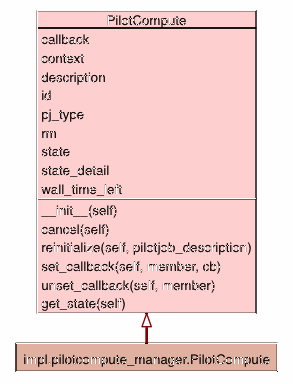 PilotCompute
callback
context
description
id
pj_type
rm
state
state_detail
wall_time_left
__init__(self)
cancel(self)
reinitialize(self, pilotjob_description)
set_callback(self, member, cb)
unset_callback(self, member)
get_state(self)
impl.pilotcompute_manager.PilotCompute